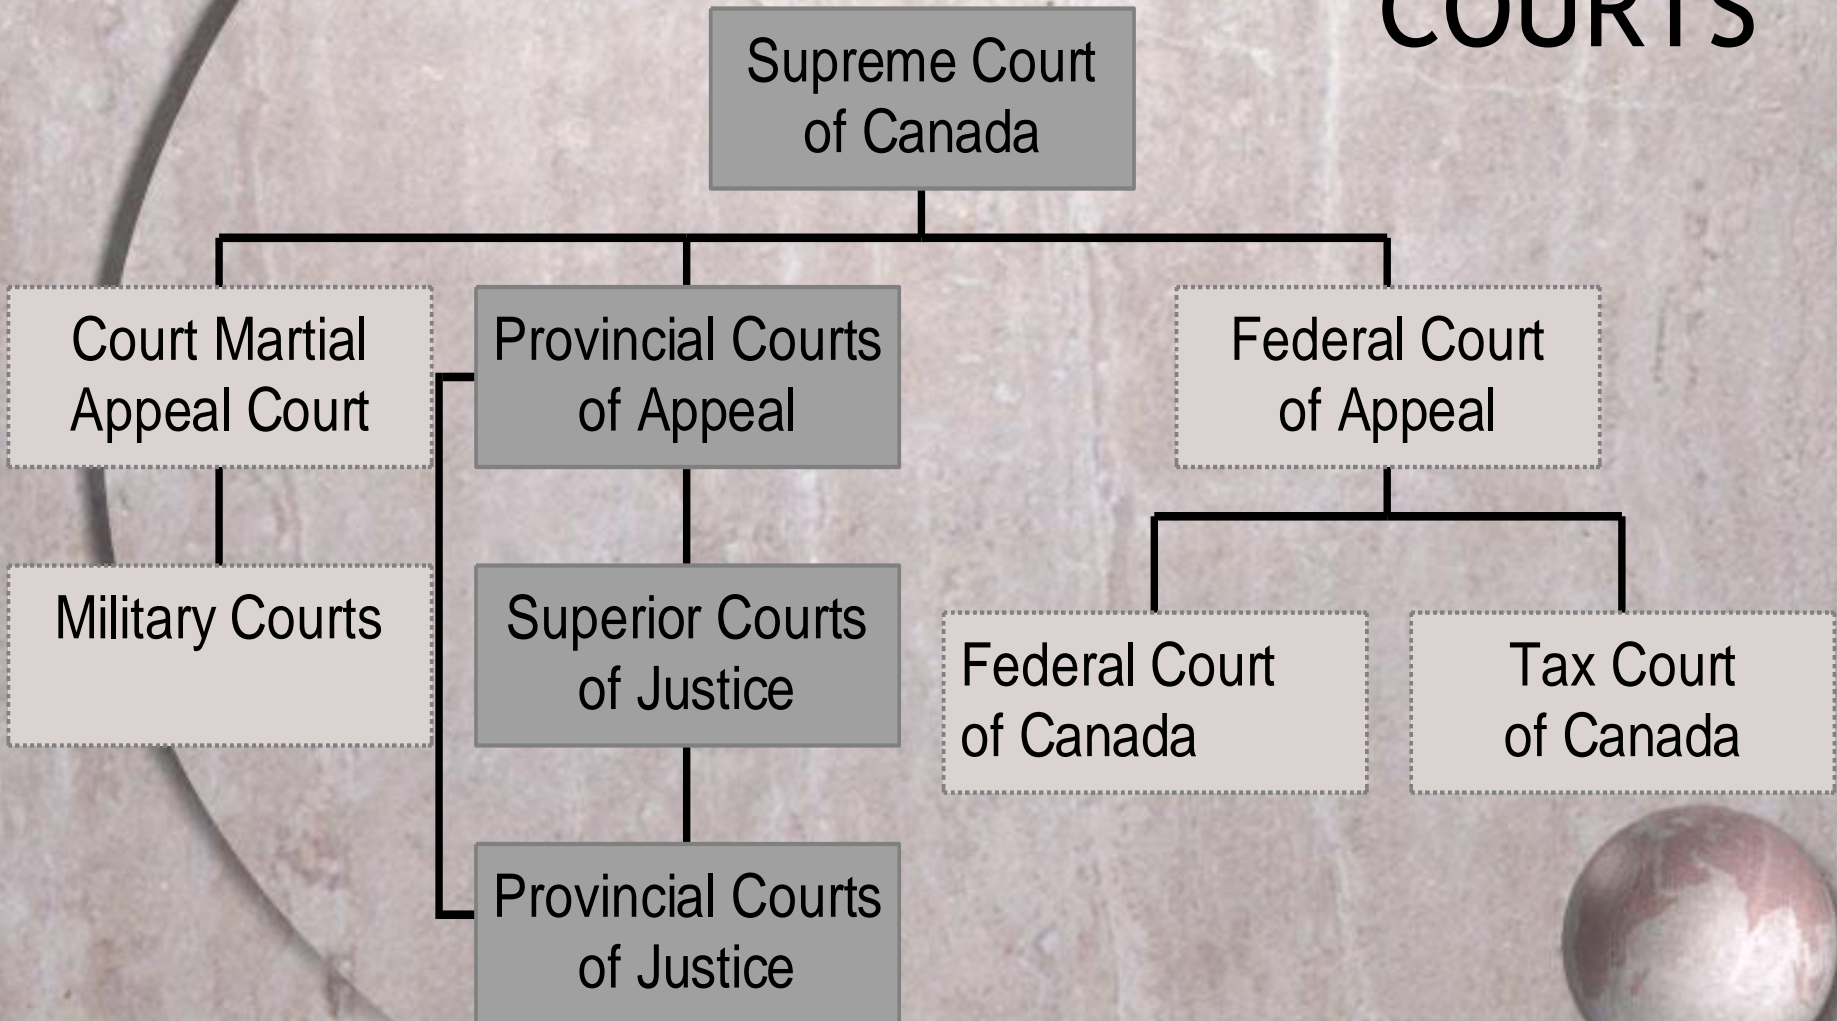 COURTS
Supreme Court
of Canada
Court Martial
Appeal Court
Provincial Courts
of Appeal
Federal Court
of Appeal
Military Courts
Superior Courts
of Justice
Federal Court
of Canada
Tax Court
of Canada
Provincial Courts
of Justice